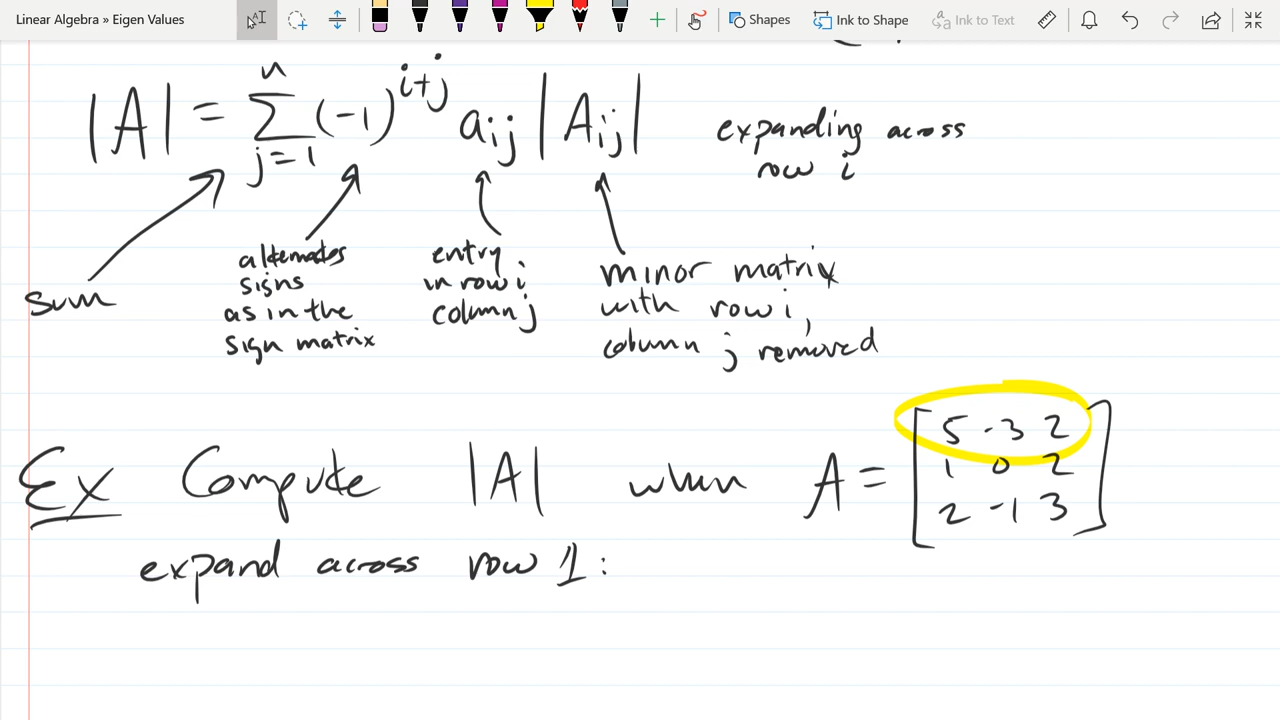 Linear Algebra » Eigen Values
Shapes
Ink to Shape
Ink to Text
|A| = Σ_{j=1}^{n} (-1)^{i+j} a_{ij} |A_{ij}|
expanding across
row i
Sum
alternates
signs
as in the
sign matrix
entry
in row i
column j
minor matrix
with row i,
column j removed
Ex Compute |A| when A = [
5 -3 2
1 0 2
2 -1 3
]
expand across row 1: